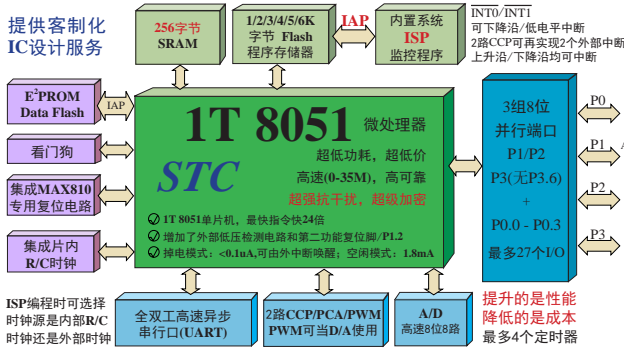 提供客制化
IC设计服务
256字节
SRAM
1/2/3/4/5/6K
字节 Flash
程序存储器
IAP
内置系统
ISP
监控程序
INT0/INT1
可下降沿/低电平中断
2路CCP可再实现2个外部中断
上升沿/下降沿均可中断
E²PROM
Data Flash
IAP
看门狗
集成MAX810
专用复位电路
集成片内
R/C时钟
1T 8051 微处理器
STC
超低功耗，超低价
高速(0-35M)，高可靠
超强抗干扰，超级加密
1T 8051单片机，最快指令快24倍
增加了外部低压检测电路和第二功能复位脚/P1.2
掉电模式：<0.1uA,可由外中断唤醒；空闲模式：1.8mA
3组8位
并行端口
P1/P2
P3(无P3.6)
+
P0.0 - P0.3
最多27个I/O
P0
P1
P2
P3
ISP编程时可选择
时钟源是内部R/C
时钟还是外部时钟
全双工高速异步
串行口(UART)
2路CCP/PCA/PWM
PWM可当D/A使用
A/D
高速8位8路
提升的是性能
降低的是成本
最多4个定时器